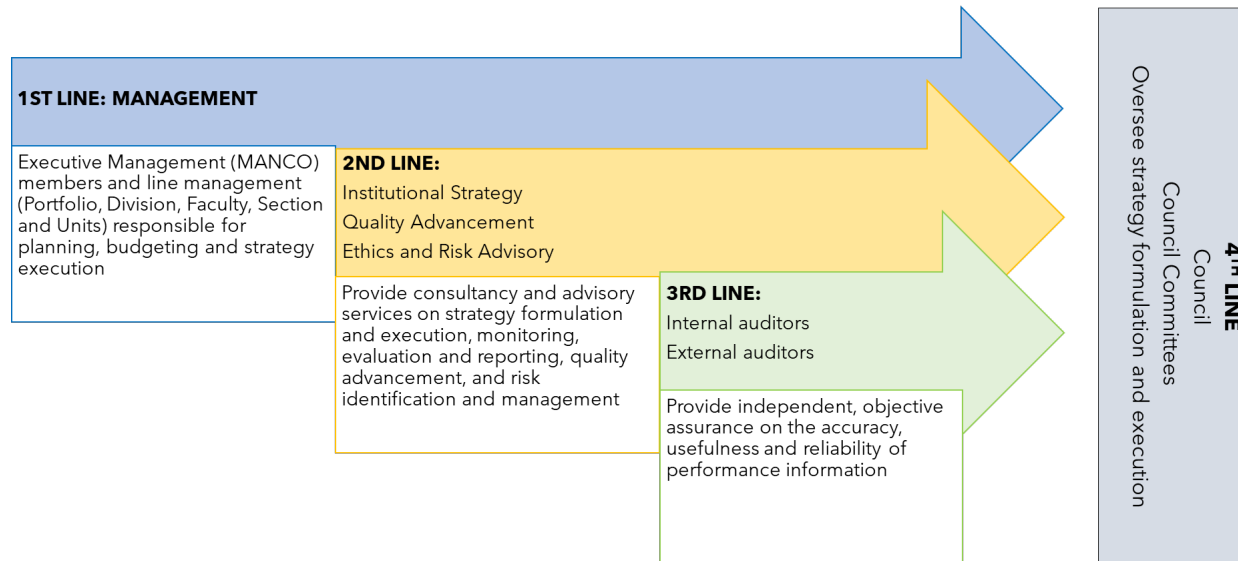 1ST LINE: MANAGEMENT
Executive Management (MANCO)
members and line management
(Portfolio, Division, Faculty, Section
and Units) responsible for
planning, budgeting and strategy
execution
2ND LINE:
Institutional Strategy
Quality Advancement
Ethics and Risk Advisory
Provide consultancy and advisory
services on strategy formulation
and execution, monitoring,
evaluation and reporting, quality
advancement, and risk
identification and management
3RD LINE:
Internal auditors
External auditors
Provide independent, objective
assurance on the accuracy,
usefulness and reliability of
performance information
4TH LINE
Council
Council Committees
Oversee strategy formulation and execution